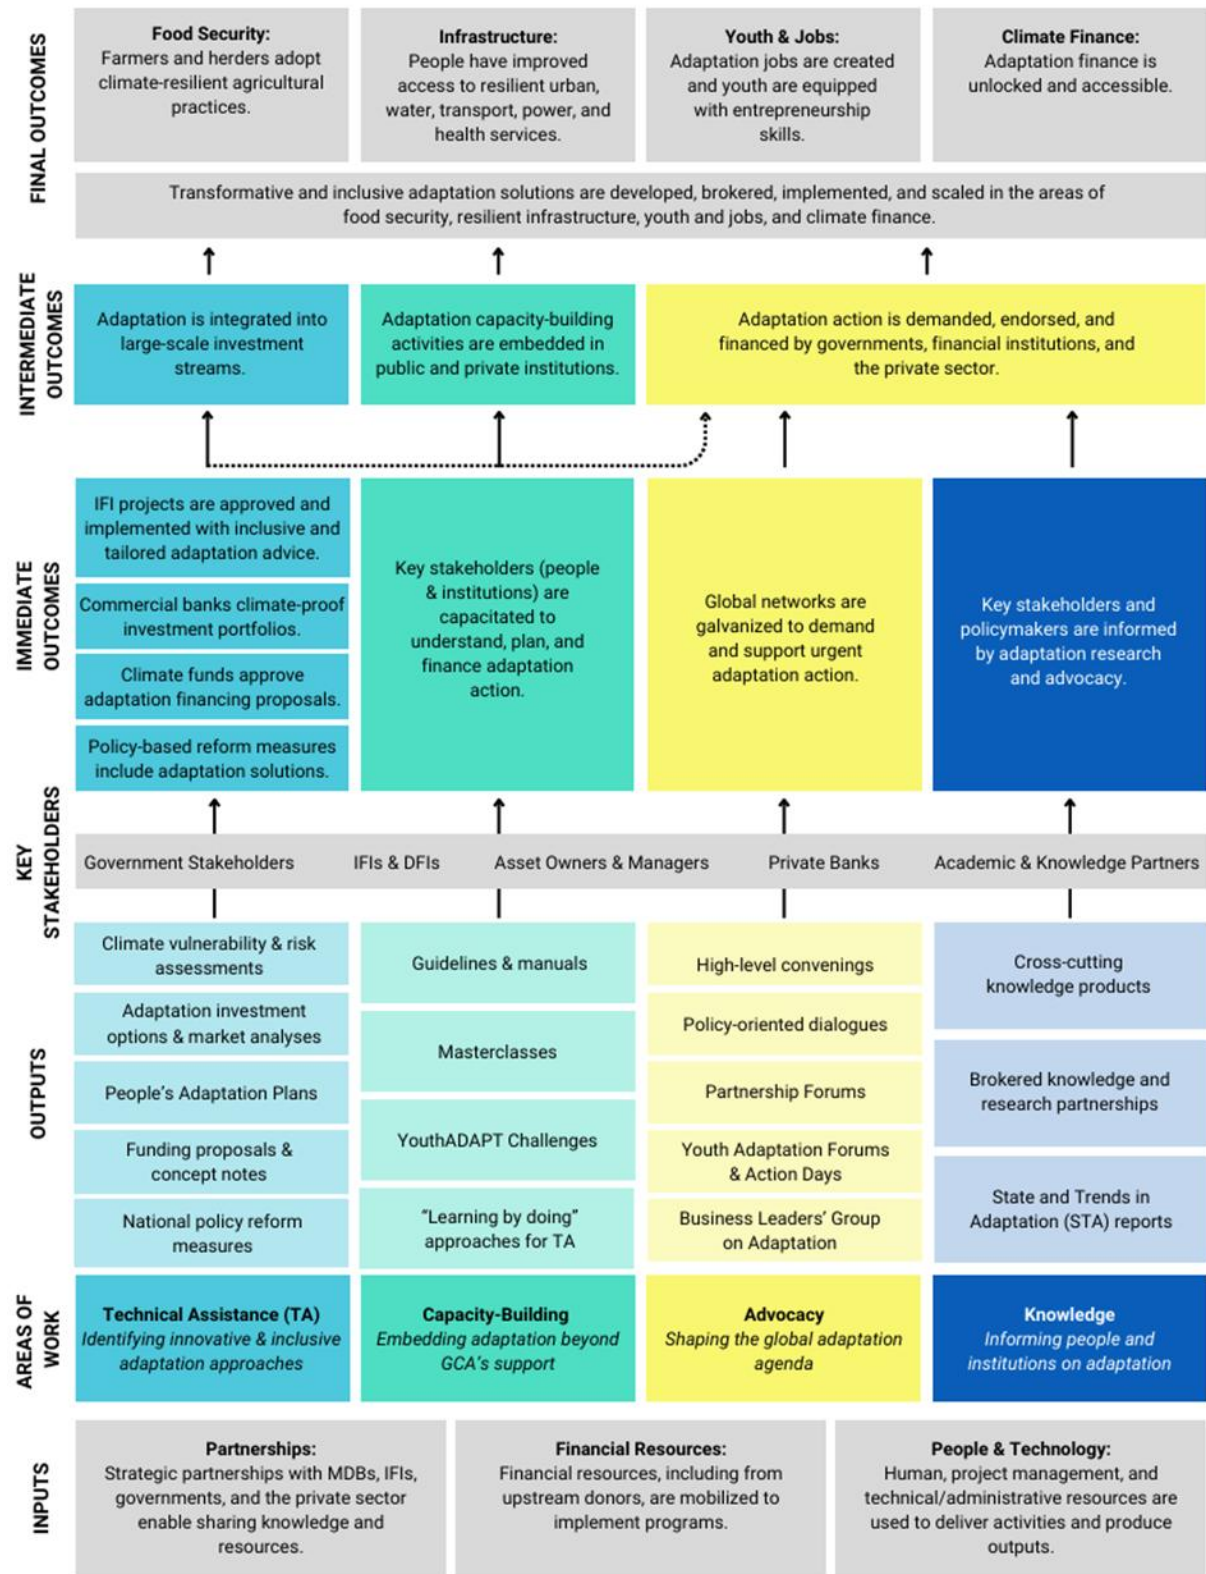 FINAL OUTCOMES
Food Security:
Farmers and herders adopt
climate-resilient agricultural
practices.
Infrastructure:
People have improved
access to resilient urban,
water, transport, power, and
health services.
Youth & Jobs:
Adaptation jobs are created
and youth are equipped
with entrepreneurship
skills.
Climate Finance:
Adaptation finance is
unlocked and accessible.
Transformative and inclusive adaptation solutions are developed, brokered, implemented, and scaled in the areas of
food security, resilient infrastructure, youth and jobs, and climate finance.
INTERMEDIATE
OUTCOMES
Adaptation is integrated into
large-scale investment
streams.
Adaptation capacity-building
activities are embedded in
public and private institutions.
Adaptation action is demanded, endorsed, and
financed by governments, financial institutions, and
the private sector.
IMMEDIATE
OUTCOMES
IFI projects are approved and
implemented with inclusive and
tailored adaptation advice.
Commercial banks climate-proof
investment portfolios.
Climate funds approve
adaptation financing proposals.
Policy-based reform measures
include adaptation solutions.
Key stakeholders (people
& institutions) are
capacitated to
understand, plan, and
finance adaptation
action.
Global networks are
galvanized to demand
and support urgent
adaptation action.
Key stakeholders and
policymakers are informed
by adaptation research
and advocacy.
KEY
STAKEHOLDERS
Government Stakeholders
IFIs & DFIs
Asset Owners & Managers
Private Banks
Academic & Knowledge Partners
OUTPUTS
Climate vulnerability & risk
assessments
Adaptation investment
options & market analyses
People’s Adaptation Plans
Funding proposals &
concept notes
National policy reform
measures
Guidelines & manuals
Masterclasses
YouthADAPT Challenges
“Learning by doing”
approaches for TA
High-level convenings
Policy-oriented dialogues
Partnership Forums
Youth Adaptation Forums
& Action Days
Business Leaders’ Group
on Adaptation
Cross-cutting
knowledge products
Brokered knowledge and
research partnerships
State and Trends in
Adaptation (STA) reports
AREAS OF
WORK
Technical Assistance (TA)
Identifying innovative & inclusive
adaptation approaches
Capacity-Building
Embedding adaptation beyond
GCA’s support
Advocacy
Shaping the global adaptation
agenda
Knowledge
Informing people and
institutions on adaptation
INPUTS
Partnerships:
Strategic partnerships with MDBs, IFIs,
governments, and the private sector
enable sharing knowledge and
resources.
Financial Resources:
Financial resources, including from
upstream donors, are mobilized to
implement programs.
People & Technology:
Human, project management, and
technical/administrative resources are
used to deliver activities and produce
outputs.